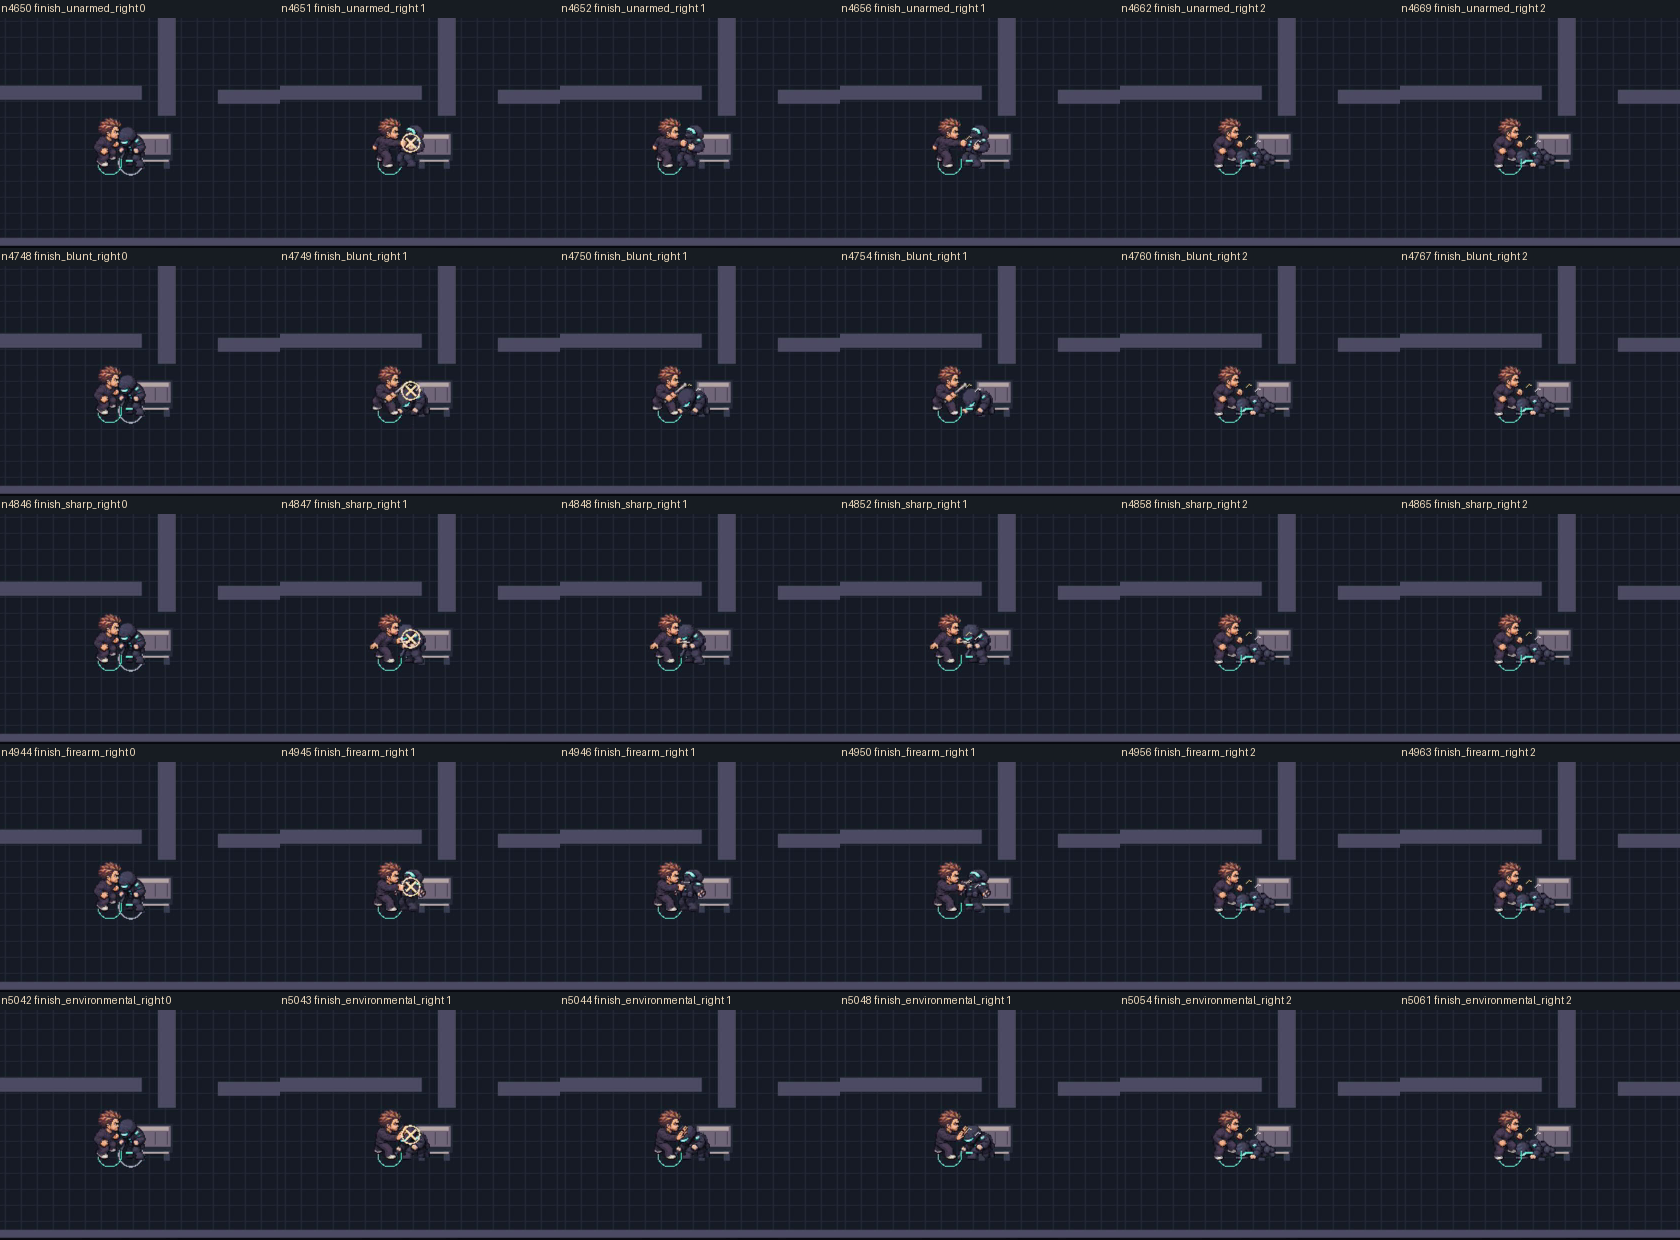 n4650 finish_unarmed_right 0
n4651 finish_unarmed_right 1
n4652 finish_unarmed_right 1
n4656 finish_unarmed_right 1
n4662 finish_unarmed_right 2
n4669 finish_unarmed_right 2
n4748 finish_blunt_right 0
n4749 finish_blunt_right 1
n4750 finish_blunt_right 1
n4754 finish_blunt_right 1
n4760 finish_blunt_right 2
n4767 finish_blunt_right 2
n4846 finish_sharp_right 0
n4847 finish_sharp_right 1
n4848 finish_sharp_right 1
n4852 finish_sharp_right 1
n4858 finish_sharp_right 2
n4865 finish_sharp_right 2
n4944 finish_firearm_right 0
n4945 finish_firearm_right 1
n4946 finish_firearm_right 1
n4950 finish_firearm_right 1
n4956 finish_firearm_right 2
n4963 finish_firearm_right 2
n5042 finish_environmental_right 0
n5043 finish_environmental_right 1
n5044 finish_environmental_right 1
n5048 finish_environmental_right 1
n5054 finish_environmental_right 2
n5061 finish_environmental_right 2